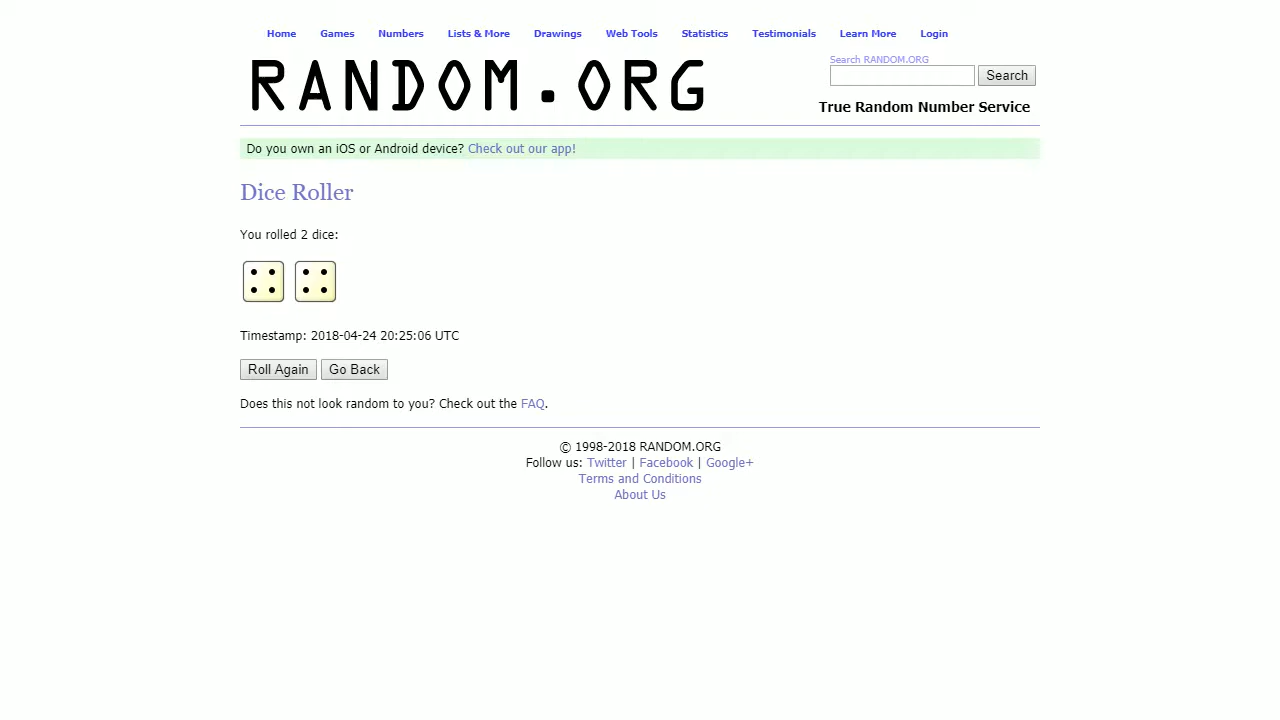 Home Games Numbers Lists & More Drawings Web Tools Statistics Testimonials Learn More Login
RANDOM.ORG
Search RANDOM.ORG
Search
True Random Number Service
Do you own an iOS or Android device? Check out our app!
Dice Roller
You rolled 2 dice:
Timestamp: 2018-04-24 20:25:06 UTC
Roll Again Go Back
Does this not look random to you? Check out the FAQ.
© 1998-2018 RANDOM.ORG
Follow us: Twitter | Facebook | Google+
Terms and Conditions
About Us